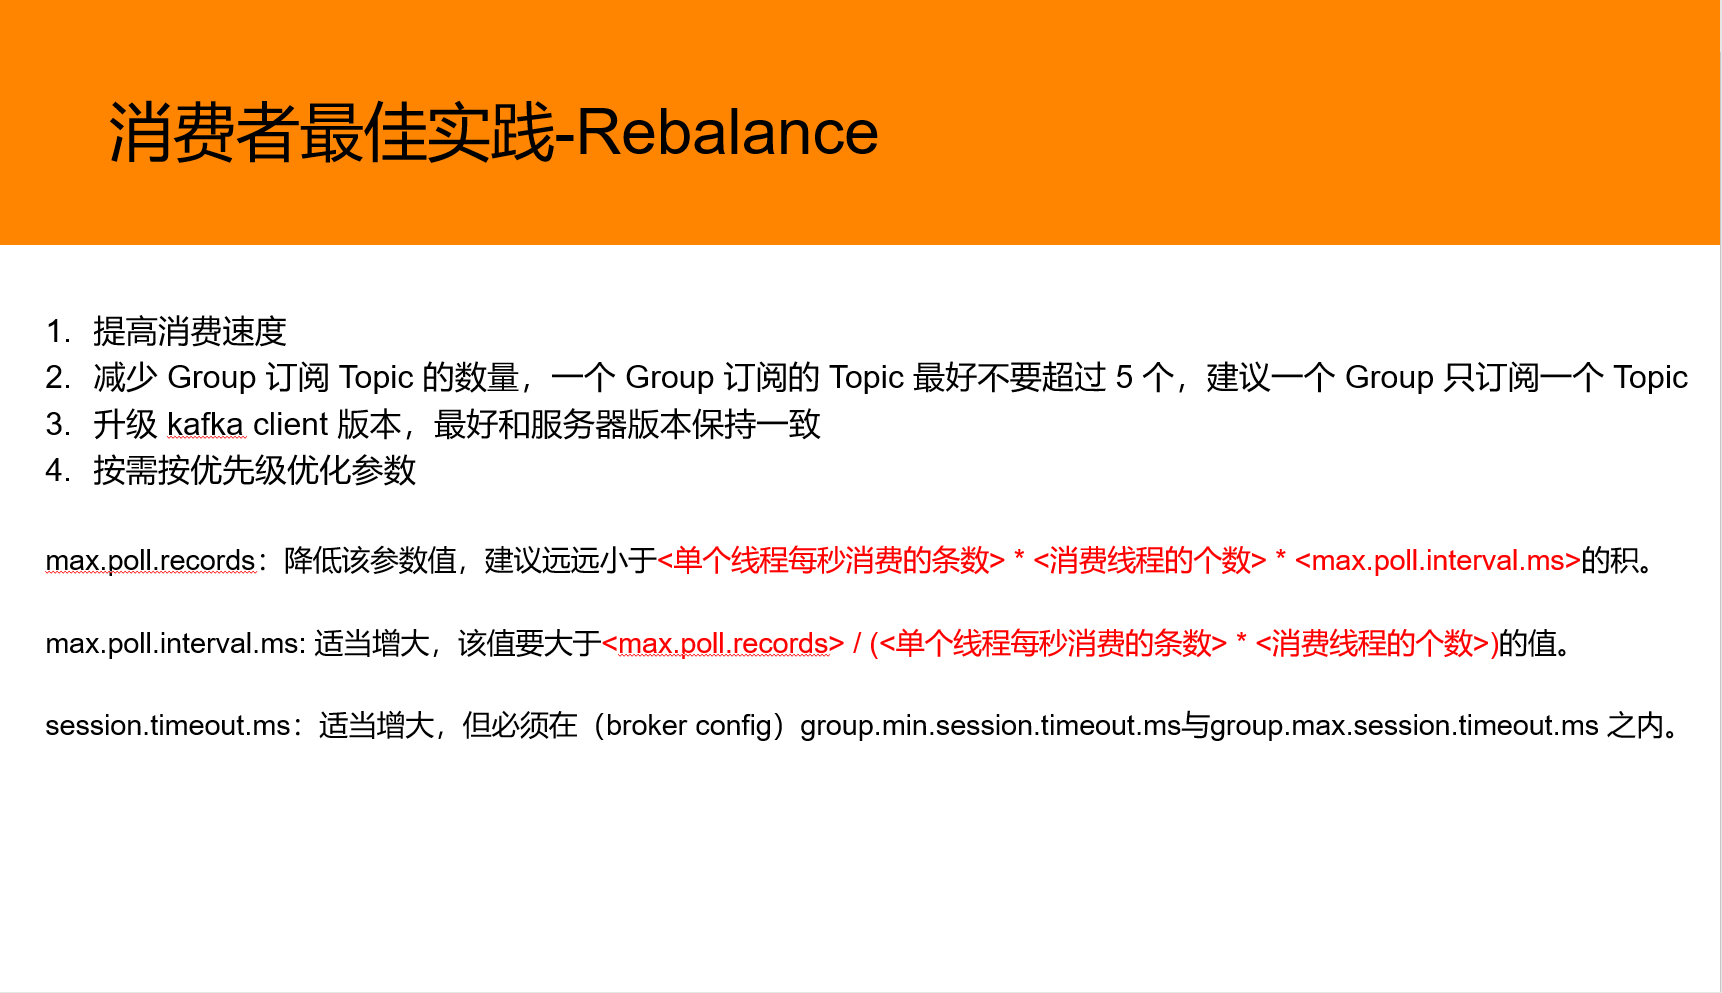 消费者最佳实践-Rebalance
1. 提高消费速度
2. 减少 Group 订阅 Topic 的数量，一个 Group 订阅的 Topic 最好不要超过 5 个，建议一个 Group 只订阅一个 Topic
3. 升级 kafka client 版本，最好和服务器版本保持一致
4. 按需按优先级优化参数
max.poll.records：降低该参数值，建议远远小于<单个线程每秒消费的条数> * <消费线程的个数> * <max.poll.interval.ms>的积。
max.poll.interval.ms: 适当增大，该值要大于<max.poll.records> / (<单个线程每秒消费的条数> * <消费线程的个数>)的值。
session.timeout.ms：适当增大，但必须在（broker config）group.min.session.timeout.ms与group.max.session.timeout.ms 之内。